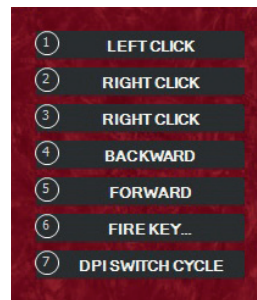 1 LEFT CLICK
2 RIGHT CLICK
3 RIGHT CLICK
4 BACKWARD
5 FORWARD
6 FIRE KEY...
7 DPI SWITCH CYCLE